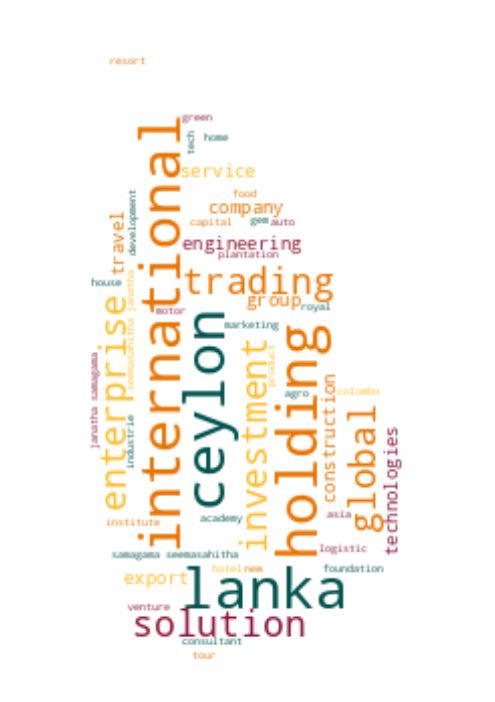 resort
green
tech
home
service
food
company
capital
gem
auto
development
travel
engineering
plantation
international
house
janatha
trading
group
royal
motor
enterprise
ceylon
marketing
seemasahitha
holding
investment
product
janatha samagama
agro
construction
colombo
industrie
global
technologies
academy
asia
institute
logistic
samagama seemasahitha
hotel
new
foundation
export
lanka
venture
solution
consultant
tour